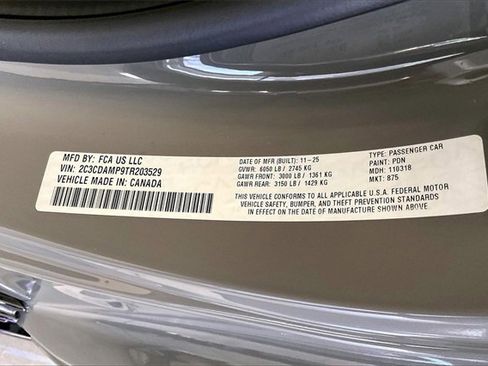 MFD BY: FCA US LLC
VIN: 2C3CDAMP9TR203529
VEHICLE MADE IN: CANADA
DATE OF MFR (BUILT): 11-25
GVWR: 6050 LB / 2745 KG
GAWR FRONT: 3000 LB / 1361 KG
GAWR REAR: 3150 LB / 1429 KG
TYPE: PASSENGER CAR
PAINT: PDN
MDH: 110318
MKT: 875
THIS VEHICLE CONFORMS TO ALL APPLICABLE U.S.A. FEDERAL MOTOR
VEHICLE SAFETY, BUMPER, AND THEFT PREVENTION STANDARDS
IN EFFECT ON THE DATE OF MANUFACTURE SHOWN ABOVE.